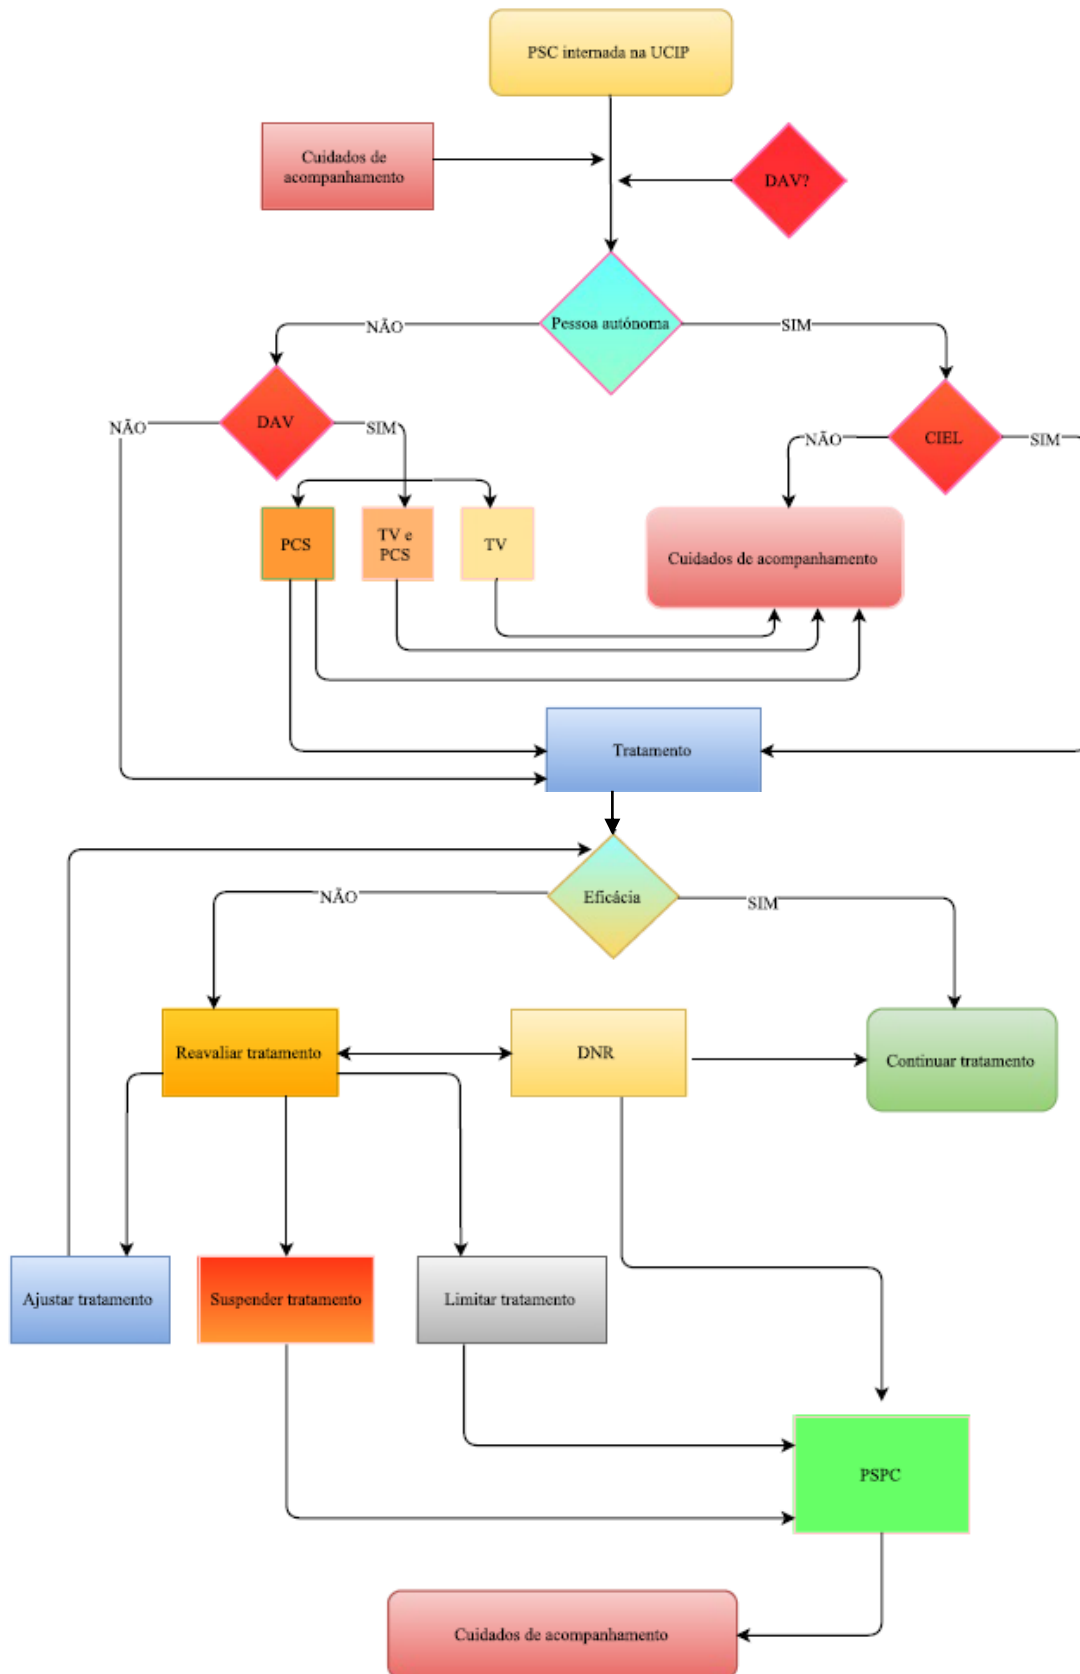 PSC internada na UCIP
Cuidados de
acompanhamento
DAV?
Pessoa autónoma
NÃO
SIM
DAV
NÃO
SIM
CIEL
NÃO
SIM
PCS
TV e
PCS
TV
Cuidados de acompanhamento
Tratamento
Eficácia
NÃO
SIM
Reavaliar tratamento
DNR
Continuar tratamento
Ajustar tratamento
Suspender tratamento
Limitar tratamento
PSPC
Cuidados de acompanhamento